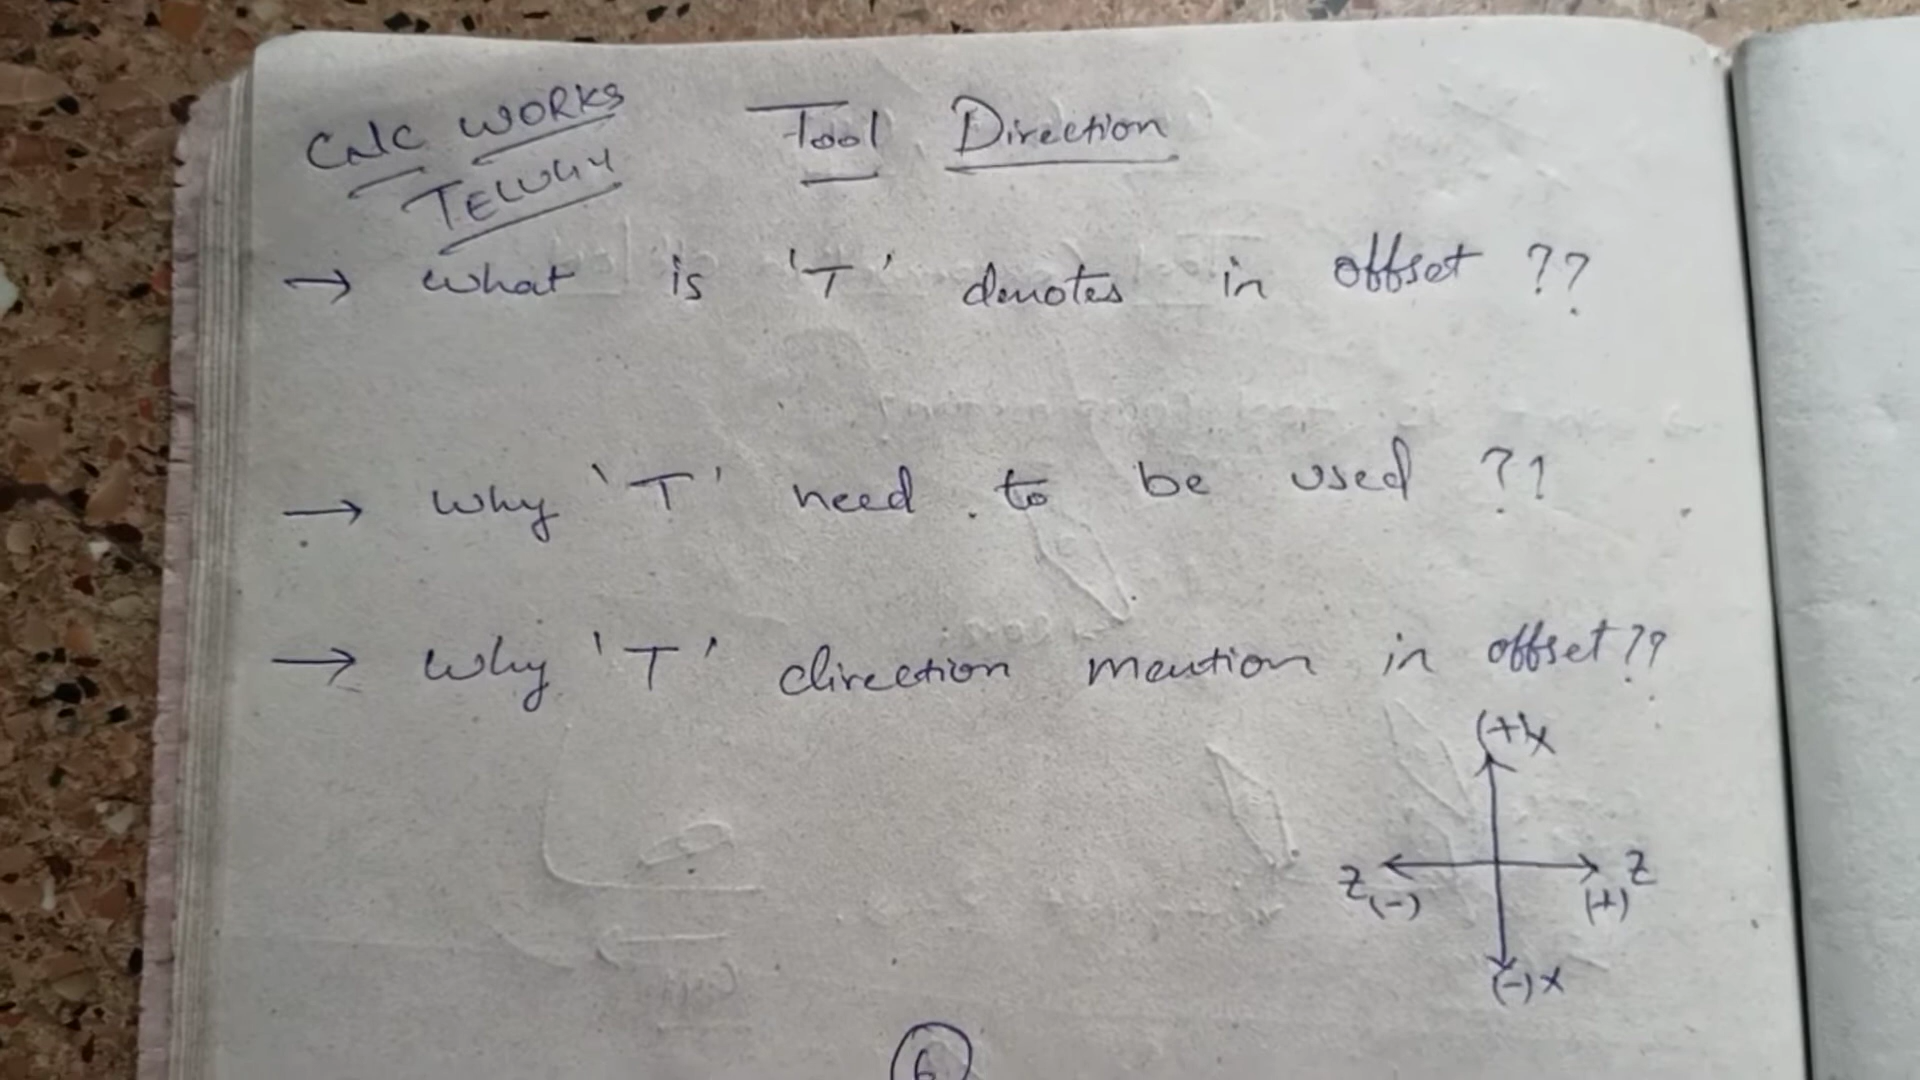 CALC WORKS
TELUGU
Tool Direction
→ what is 'T' denotes in offset ??
→ why 'T' need to be used ??
→ why 'T' direction mention in offset ??
(+)x
Z (-)
Z (+)
(-)x
6